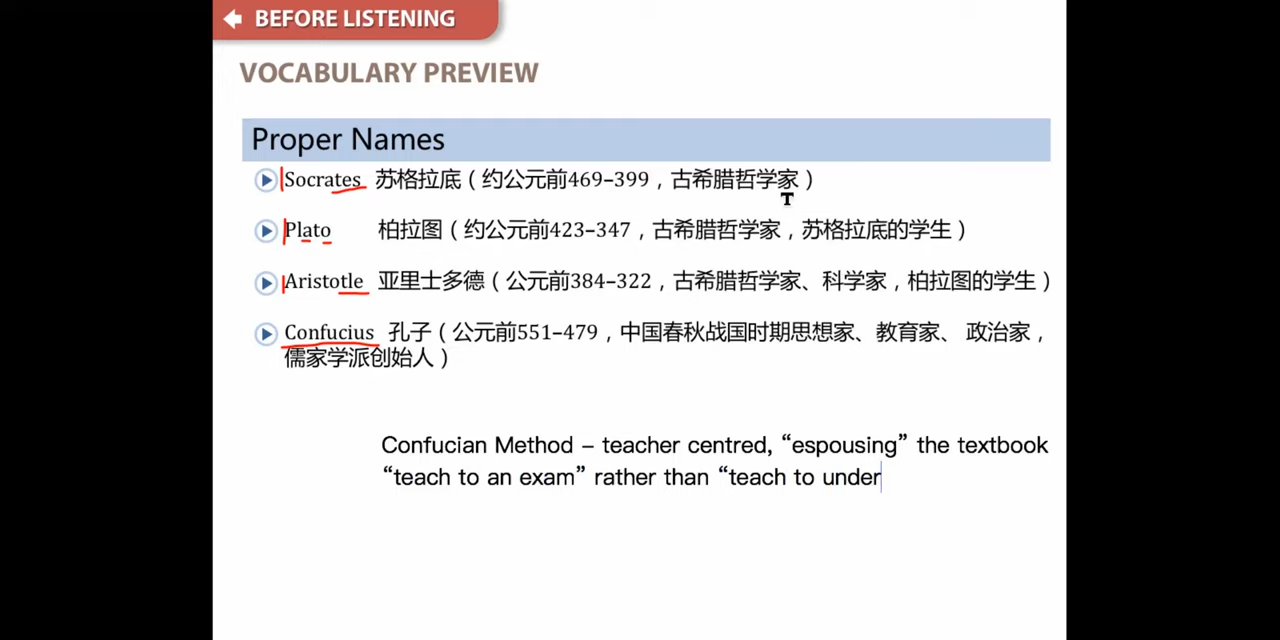 BEFORE LISTENING
VOCABULARY PREVIEW
Proper Names
Socrates 苏格拉底（约公元前469–399，古希腊哲学家）
Plato 柏拉图（约公元前423–347，古希腊哲学家，苏格拉底的学生）
Aristotle 亚里士多德（公元前384–322，古希腊哲学家、科学家，柏拉图的学生）
Confucius 孔子（公元前551–479，中国春秋战国时期思想家、教育家、 政治家，
儒家学派创始人）
Confucian Method – teacher centred, “espousing” the textbook
“teach to an exam” rather than “teach to under